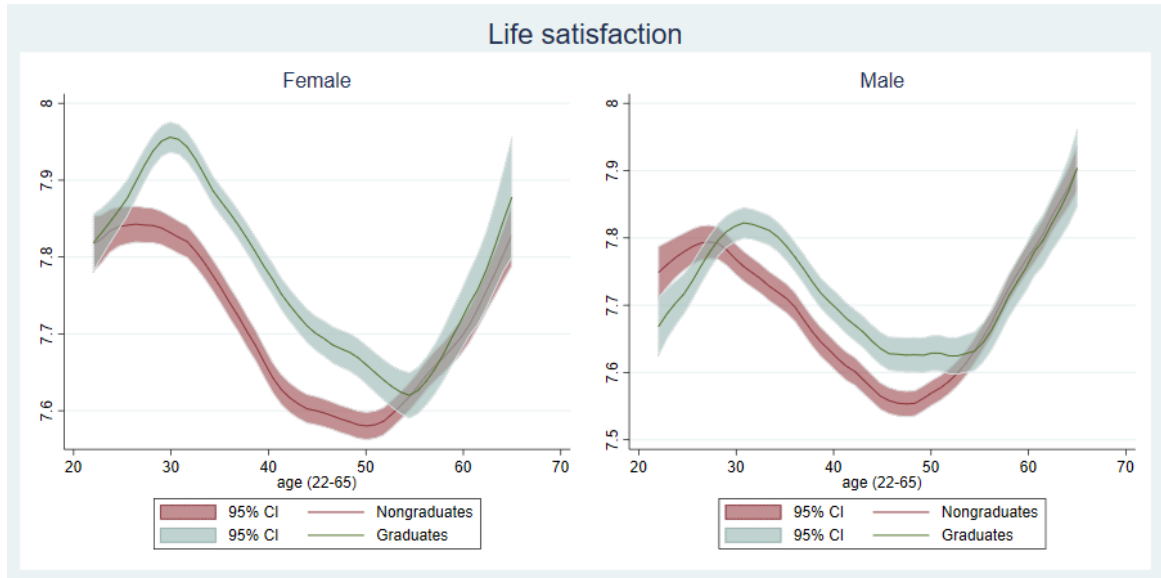 Life satisfaction
Female
8
7.9
7.8
7.7
7.6
20 30 40 50 60 70
age (22-65)
95% CI Nongraduates
95% CI Graduates
Male
8
7.9
7.8
7.7
7.6
7.5
20 30 40 50 60 70
age (22-65)
95% CI Nongraduates
95% CI Graduates